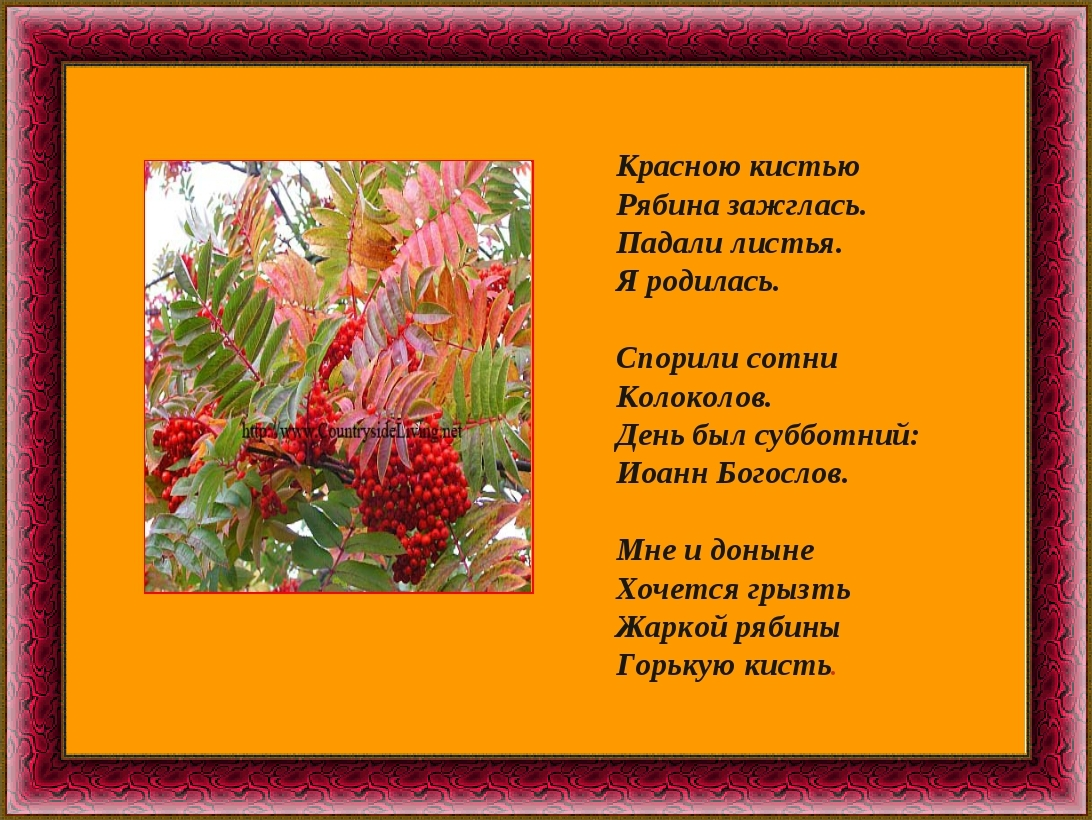 Красною кистью
Рябина зажглась.
Падали листья.
Я родилась.

Спорили сотни
Колоколов.
День был субботний:
Иоанн Богослов.

Мне и доныне
Хочется грызть
Жаркой рябины
Горькую кисть.

http://www.CountrysideLiving.net